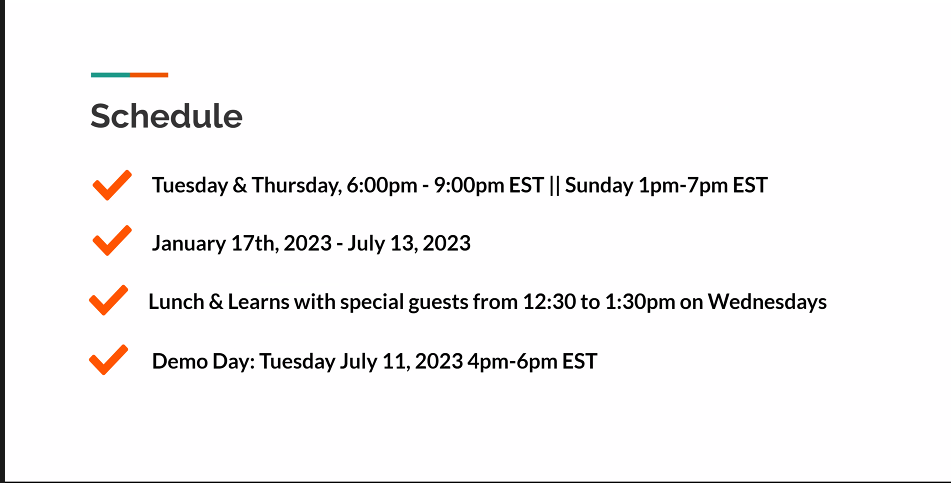 Schedule
Tuesday & Thursday, 6:00pm - 9:00pm EST || Sunday 1pm-7pm EST
January 17th, 2023 - July 13, 2023
Lunch & Learns with special guests from 12:30 to 1:30pm on Wednesdays
Demo Day: Tuesday July 11, 2023 4pm-6pm EST